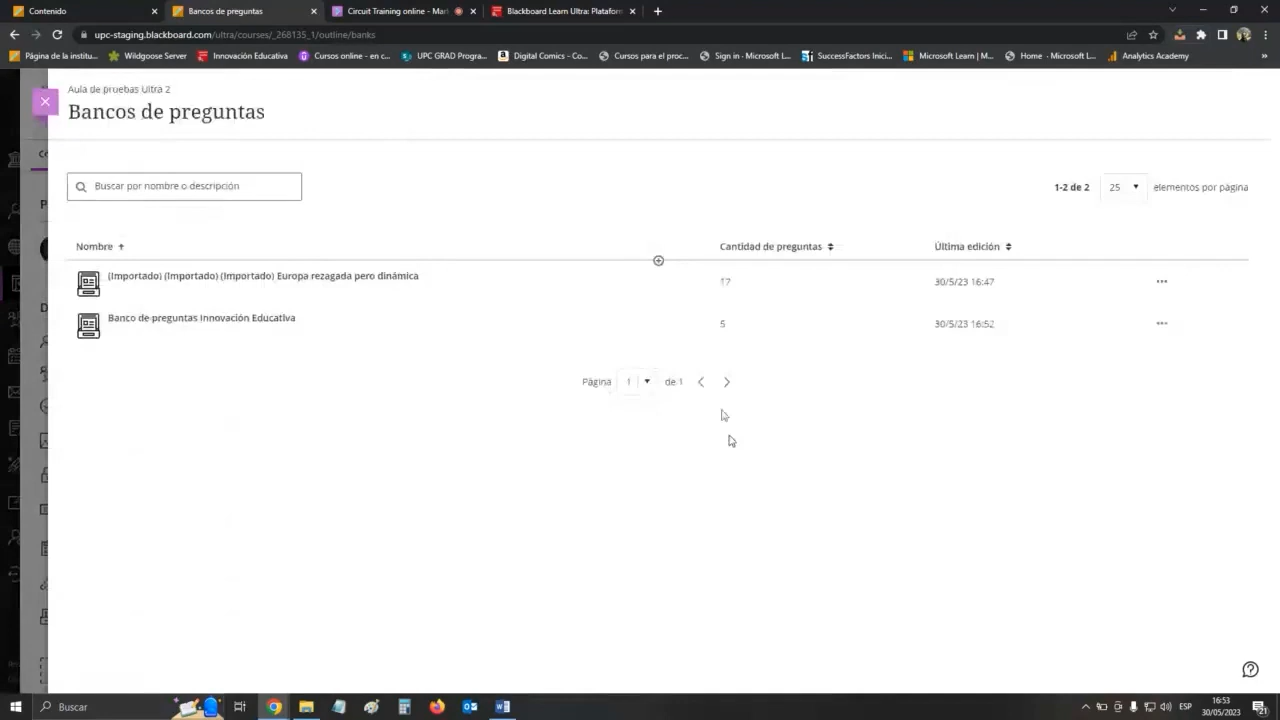 Contenido
Bancos de preguntas
Circuit Training online - Mar
Blackboard Learn Ultra: Plataform
upc-staging.blackboard.com/ultra/courses/_268135_1/outline/banks
Página de la institu...
Wildgoose Server
Innovación Educativa
Cursos online - en c...
UPC GRAD Progra...
Digital Comics - Co...
Cursos para el proc...
Sign in · Microsoft L...
SuccessFactors Inici...
Microsoft Learn | M...
Home · Microsoft L...
Analytics Academy
»
Aula de pruebas Ultra 2
Bancos de preguntas
Buscar por nombre o descripción
1-2 de 2 25 elementos por página
Nombre Cantidad de preguntas Última edición
(Importado) (Importado) (Importado) Europa rezagada pero dinámica 17 30/5/23 16:47
Banco de preguntas Innovación Educativa 5 30/5/23 16:52
Página 1 de 1
Buscar
ESP
16:53
30/05/2023
21